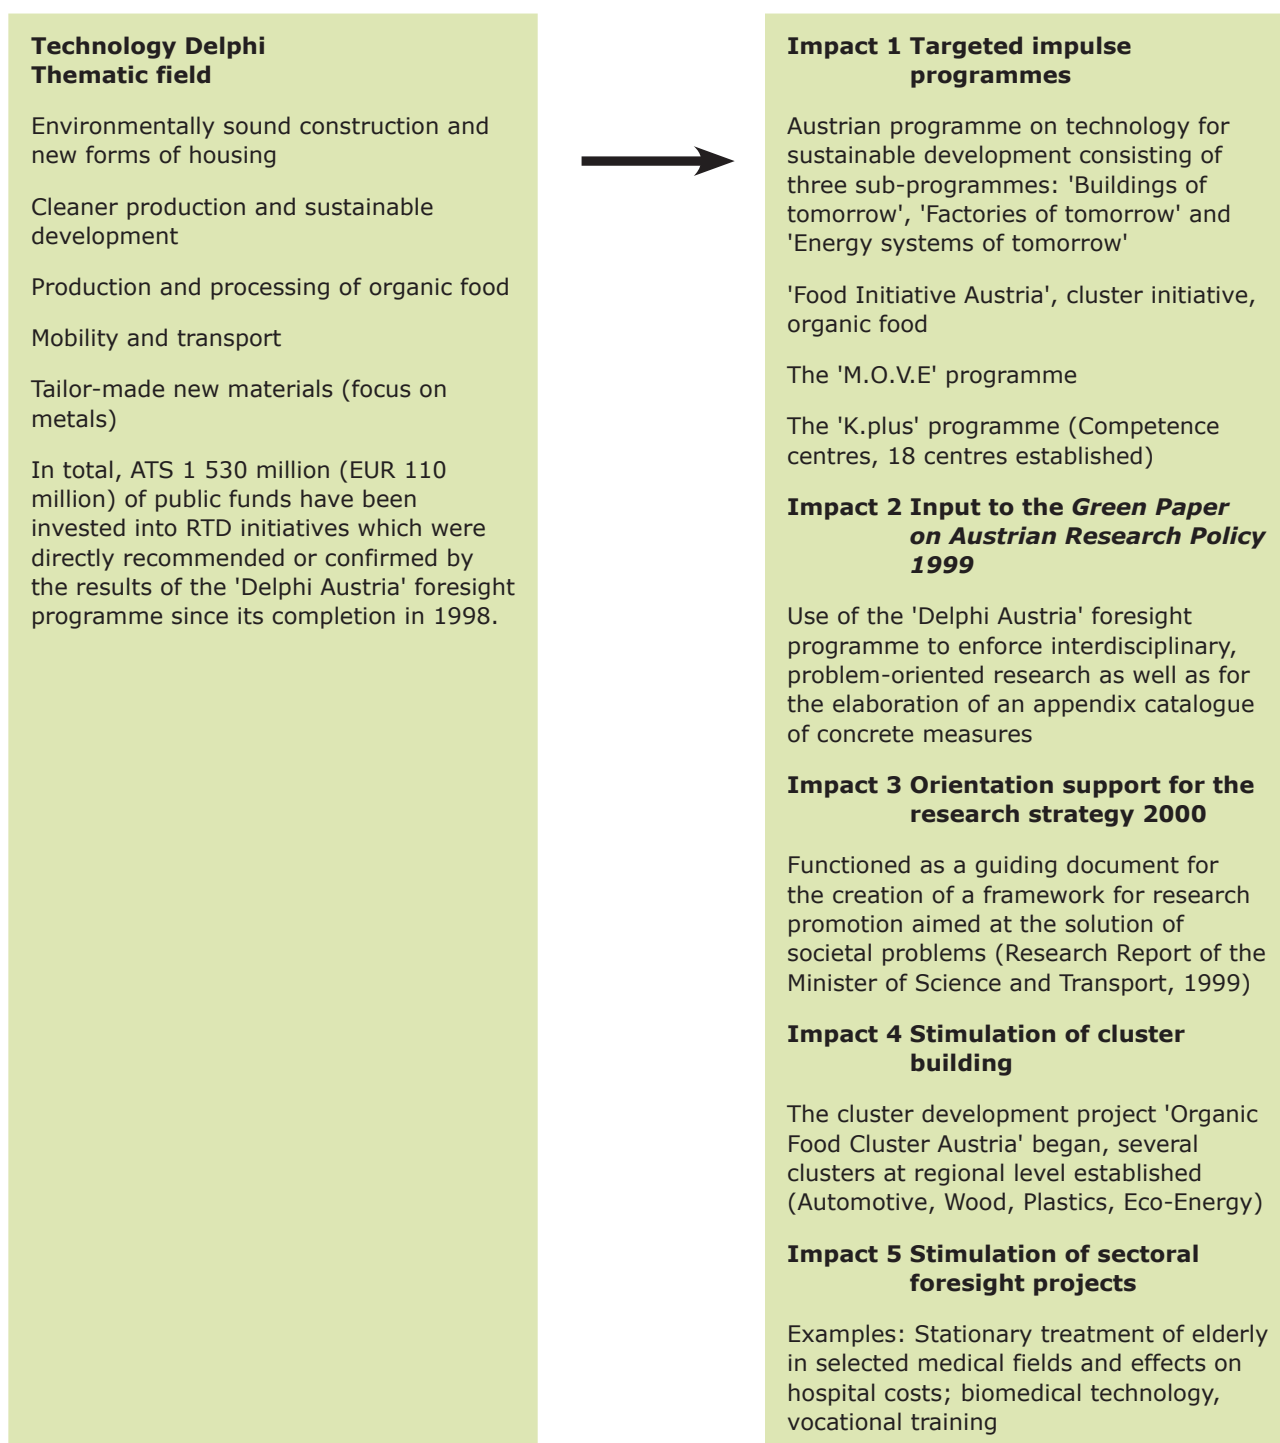 Technology Delphi
Thematic field
Environmentally sound construction and
new forms of housing
Cleaner production and sustainable
development
Production and processing of organic food
Mobility and transport
Tailor-made new materials (focus on
metals)
In total, ATS 1 530 million (EUR 110
million) of public funds have been
invested into RTD initiatives which were
directly recommended or confirmed by
the results of the 'Delphi Austria' foresight
programme since its completion in 1998.
Impact 1 Targeted impulse
programmes
Austrian programme on technology for
sustainable development consisting of
three sub-programmes: 'Buildings of
tomorrow', 'Factories of tomorrow' and
'Energy systems of tomorrow'
'Food Initiative Austria', cluster initiative,
organic food
The 'M.O.V.E' programme
The 'K.plus' programme (Competence
centres, 18 centres established)
Impact 2 Input to the Green Paper
on Austrian Research Policy
1999
Use of the 'Delphi Austria' foresight
programme to enforce interdisciplinary,
problem-oriented research as well as for
the elaboration of an appendix catalogue
of concrete measures
Impact 3 Orientation support for the
research strategy 2000
Functioned as a guiding document for
the creation of a framework for research
promotion aimed at the solution of
societal problems (Research Report of the
Minister of Science and Transport, 1999)
Impact 4 Stimulation of cluster
building
The cluster development project 'Organic
Food Cluster Austria' began, several
clusters at regional level established
(Automotive, Wood, Plastics, Eco-Energy)
Impact 5 Stimulation of sectoral
foresight projects
Examples: Stationary treatment of elderly
in selected medical fields and effects on
hospital costs; biomedical technology,
vocational training